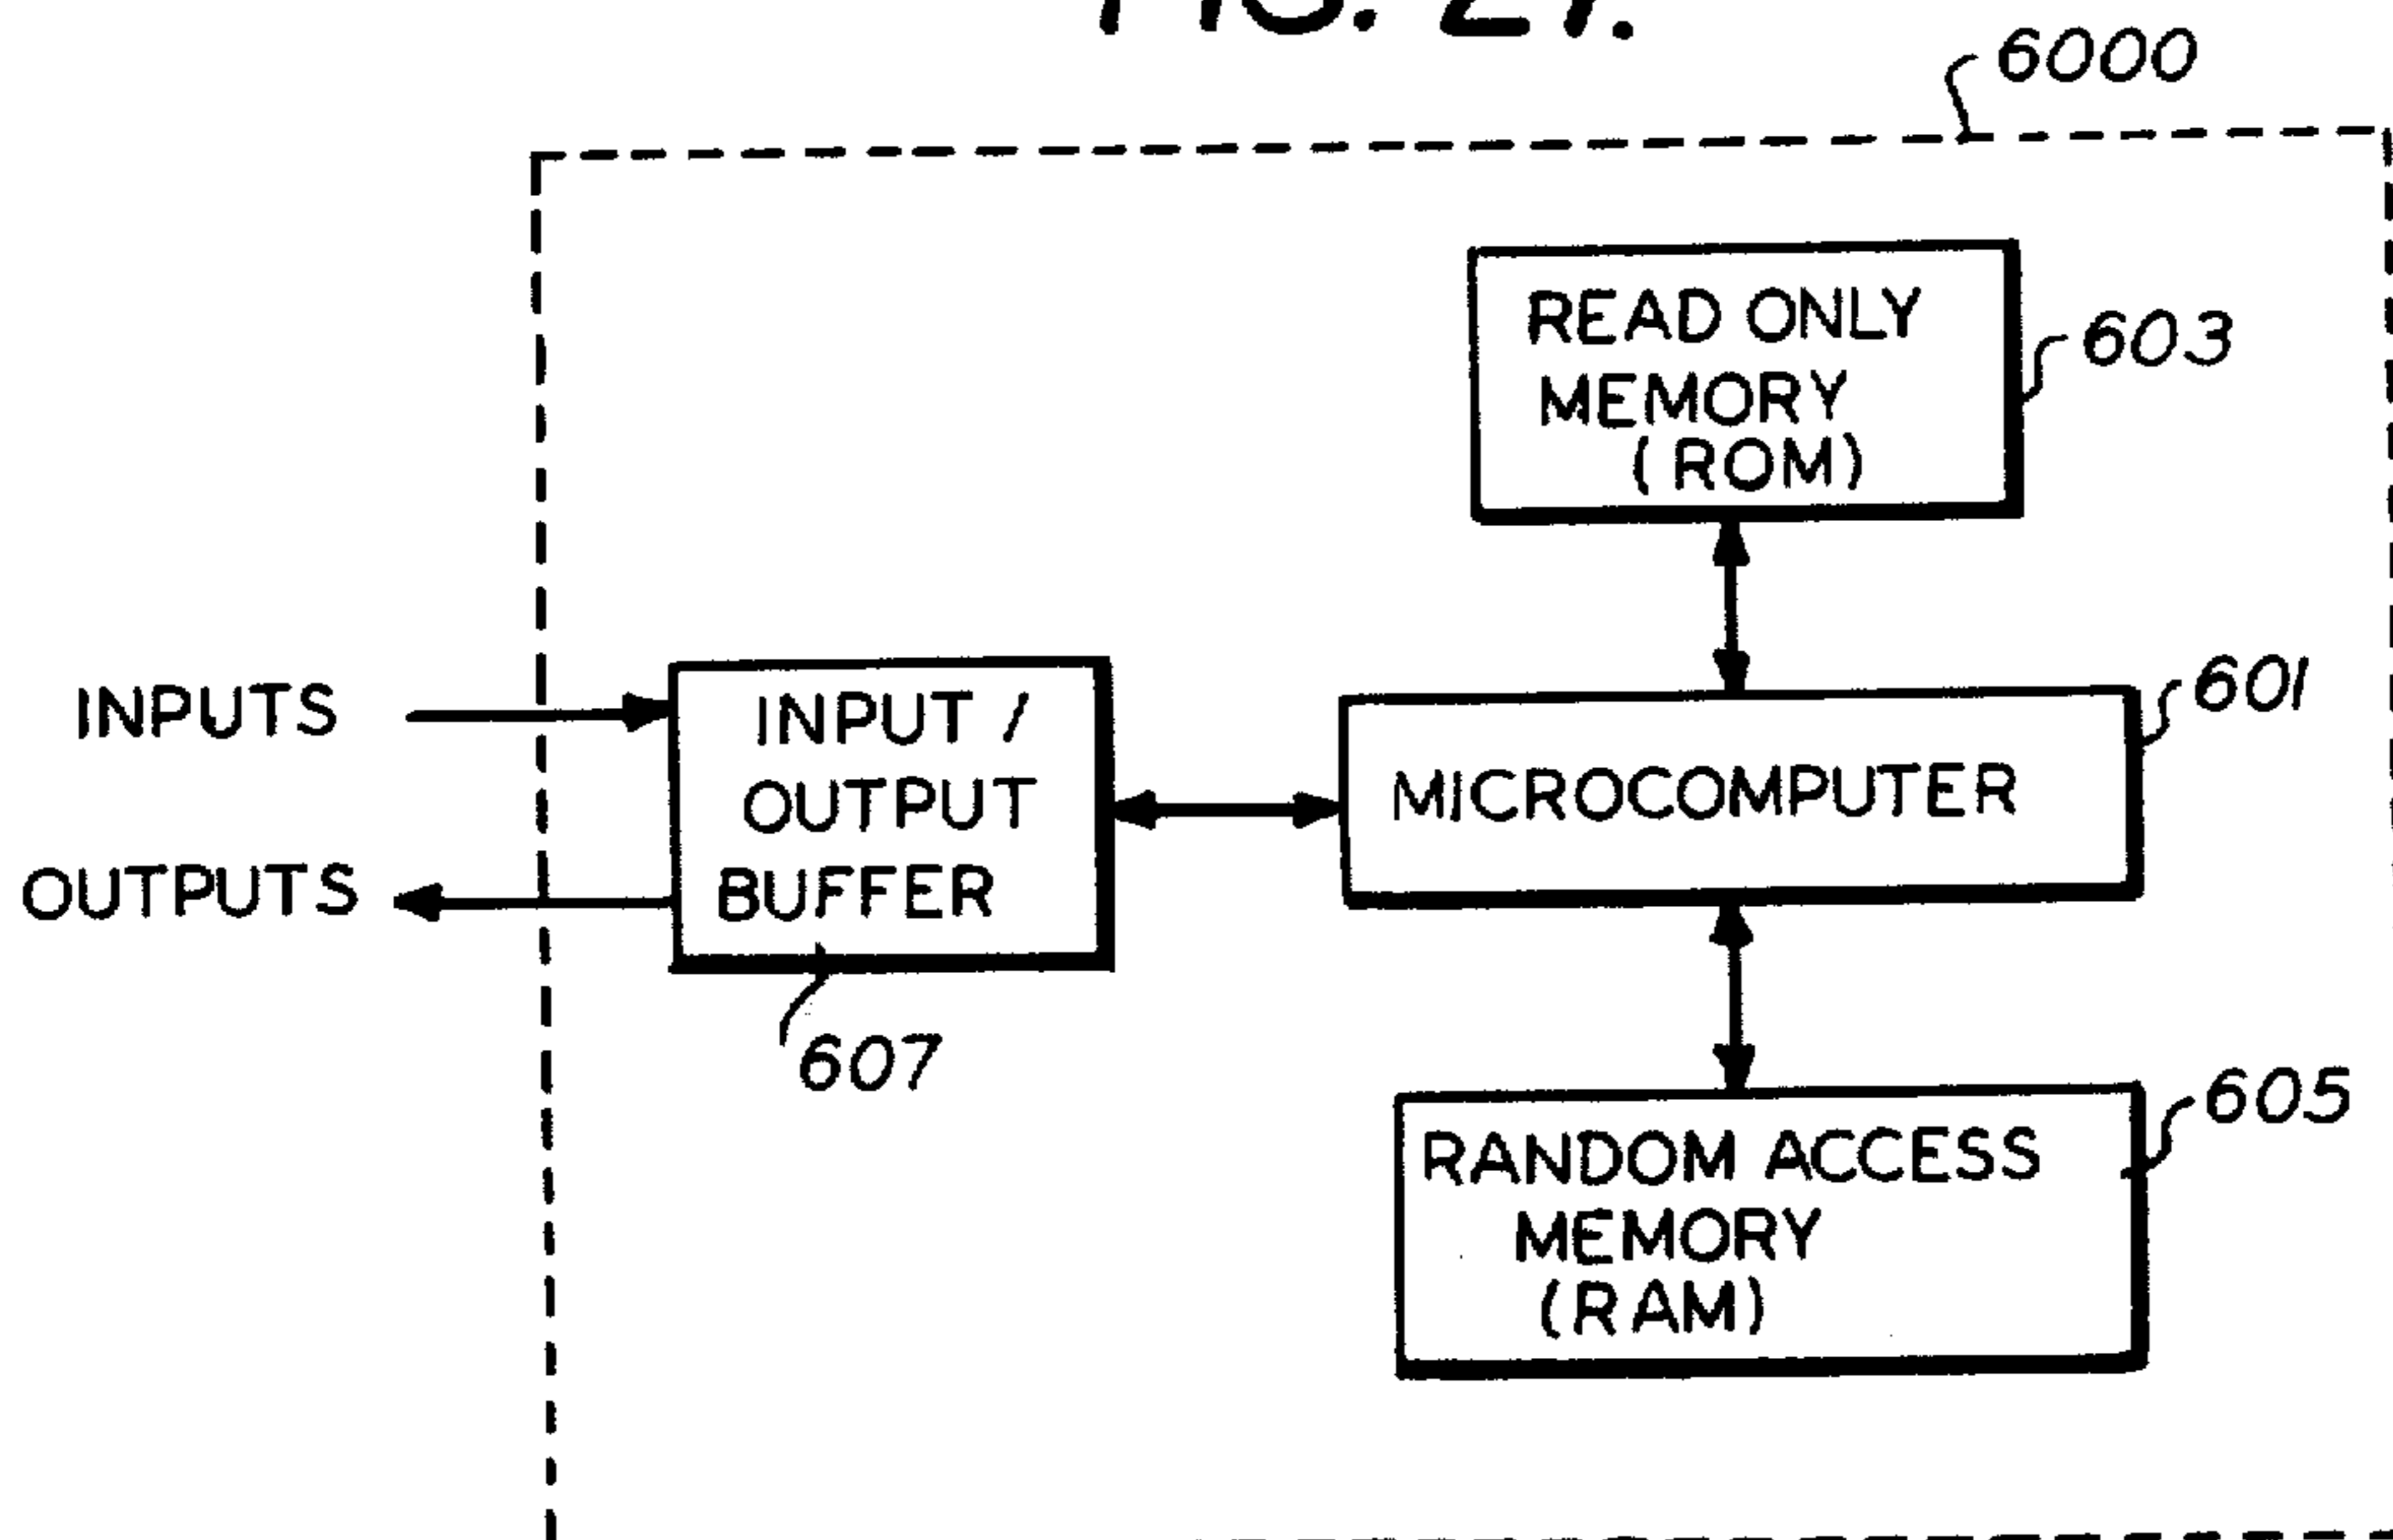 6000
READ ONLY
MEMORY
(ROM)
603
INPUTS
OUTPUTS
INPUT /
OUTPUT
BUFFER
607
MICROCOMPUTER
601
RANDOM ACCESS
MEMORY
(RAM)
605